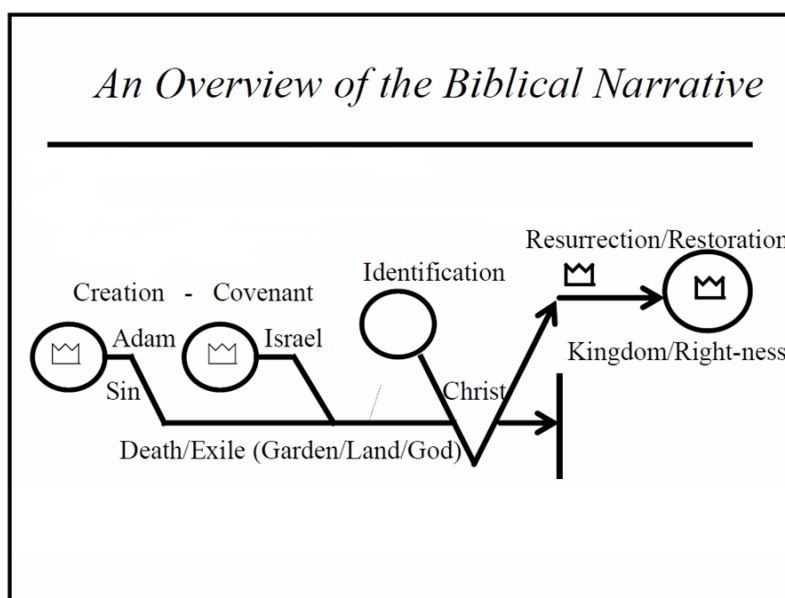 An Overview of the Biblical Narrative
Resurrection/Restoration
Identification
Creation - Covenant
Adam
Israel
Kingdom/Right-ness
Sin
Christ
Death/Exile (Garden/Land/God)